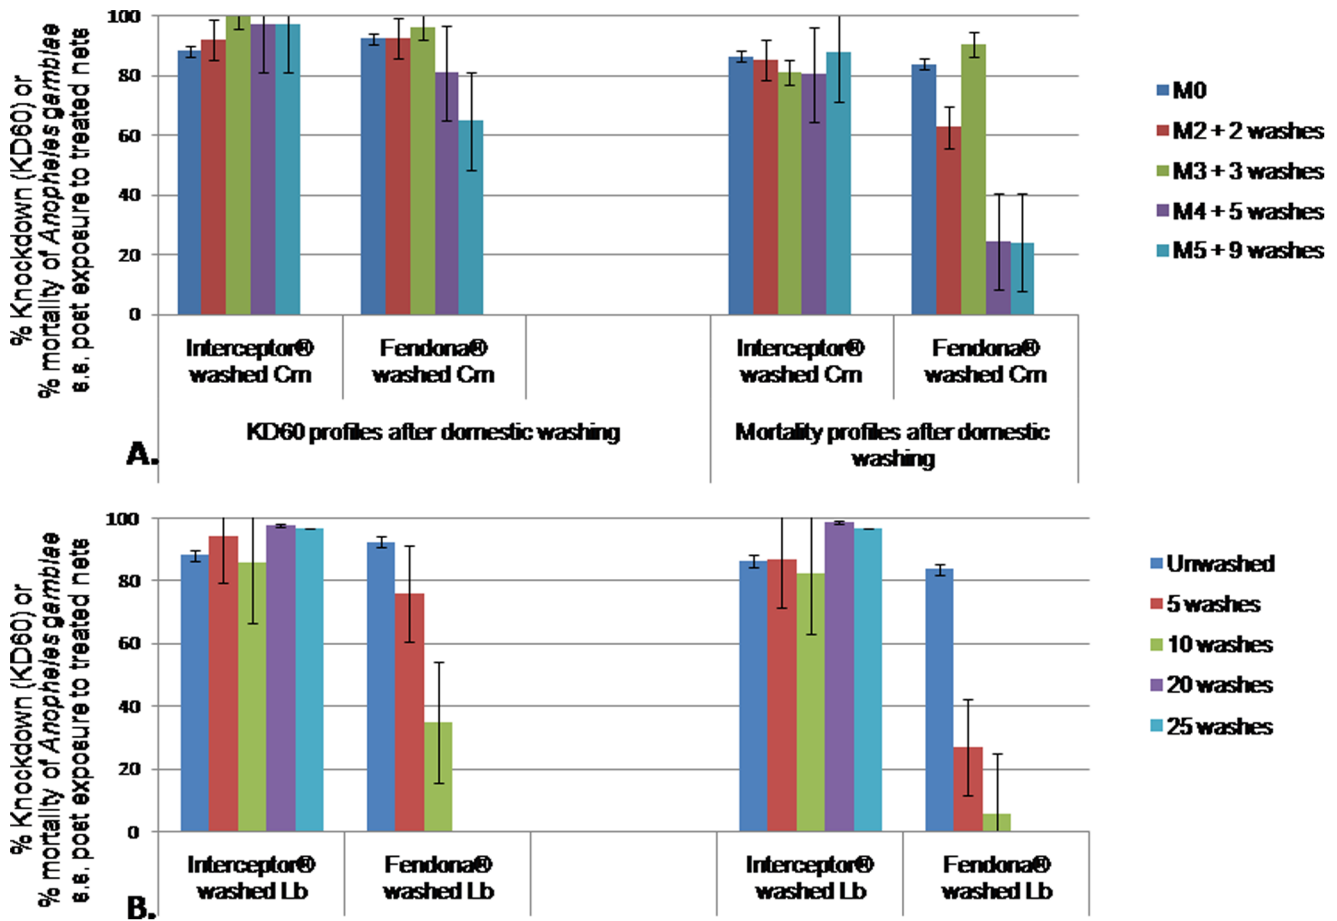 % Knockdown (KD60) or
% mortality of Anopheles gambiae
s.s. post exposure to treated nets
100
80
60
40
20
0
Interceptor®
washed Cm
Fendona®
washed Cm
Interceptor®
washed Cm
Fendona®
washed Cm
KD60 profiles after domestic washing
Mortality profiles after domestic
washing
A.
M0
M2 + 2 washes
M3 + 3 washes
M4 + 5 washes
M5 + 9 washes
% Knockdown (KD60) or
% mortality of Anopheles gambiae
s.s. post exposure to treated nets
100
80
60
40
20
0
Interceptor®
washed Lb
Fendona®
washed Lb
Interceptor®
washed Lb
Fendona®
washed Lb
B.
Unwashed
5 washes
10 washes
20 washes
25 washes